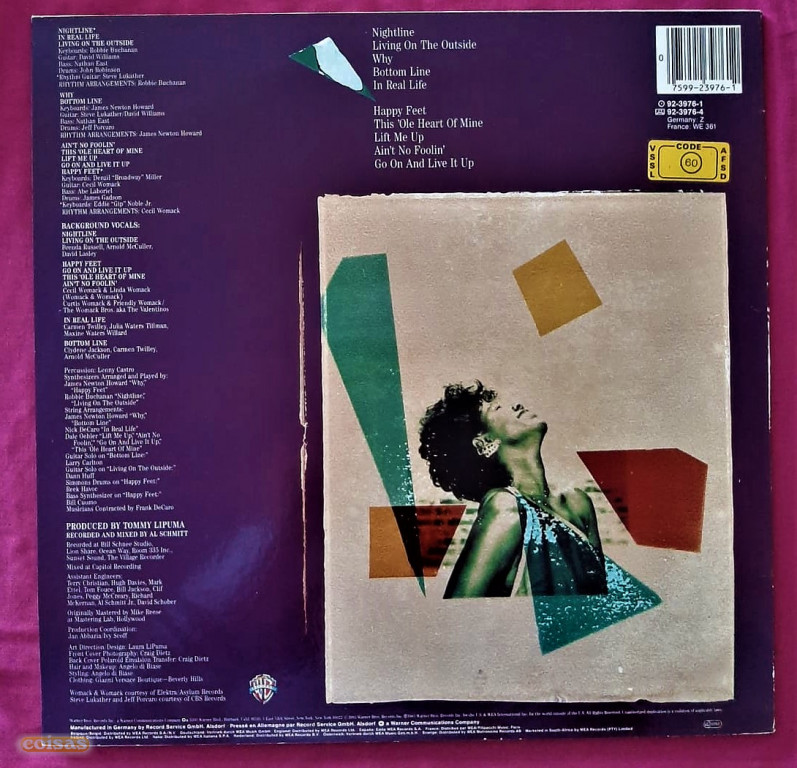 NIGHTLINE*
IN REAL LIFE
LIVING ON THE OUTSIDE
Keyboards: Robbie Buchanan
Guitar: David Williams
Bass: Nathan East
Drums: John Robinson
*Rhythm Guitar: Steve Lukather
RHYTHM ARRANGEMENTS: Robbie Buchanan
WHY
BOTTOM LINE
Keyboards: James Newton Howard
Guitar: Steve Lukather/David Williams
Bass: Nathan East
Drums: Jeff Porcaro
RHYTHM ARRANGEMENTS: James Newton Howard
AIN'T NO FOOLIN'
THIS 'OLE HEART OF MINE
LIFT ME UP
GO ON AND LIVE IT UP
HAPPY FEET*
Keyboards: Denzil "Broadway" Miller
Guitar: Cecil Womack
Bass: Abe Laboriel
Drums: James Gadson
*Keyboards: Eddie "Gip" Noble Jr.
RHYTHM ARRANGEMENTS: Cecil Womack
BACKGROUND VOCALS:
NIGHTLINE
LIVING ON THE OUTSIDE
Brenda Russell, Arnold McCuller,
David Lasley
HAPPY FEET
GO ON AND LIVE IT UP
THIS 'OLE HEART OF MINE
AIN'T NO FOOLIN'
Cecil Womack & Linda Womack
(Womack & Womack)
Curtis Womack & Friendly Womack/
The Womack Bros. aka The Valentinos
IN REAL LIFE
Carmen Twilley, Julia Waters Tillman,
Maxine Waters Willard
BOTTOM LINE
Clydene Jackson, Carmen Twilley,
Arnold McCuller
Percussion: Lenny Castro
Synthesizers Arranged and Played by:
James Newton Howard "Why,"
"Happy Feet"
Robbie Buchanan "Nightline,"
"Living On The Outside"
String Arrangements:
James Newton Howard "Why,"
"Bottom Line"
Nick DeCaro "In Real Life"
Dale Oehler "Lift Me Up," "Ain't No
Foolin'," "Go On And Live It Up,"
"This 'Ole Heart Of Mine"
Guitar Solo on "Bottom Line:"
Larry Carlton
Guitar Solo on "Living On The Outside:"
Dann Huff
Simmons Drums on "Happy Feet:"
Reek Havoc
Bass Synthesizer on "Happy Feet:"
Bill Cuomo
Musicians Contracted by Frank DeCaro
PRODUCED BY TOMMY LIPUMA
RECORDED AND MIXED BY AL SCHMITT
Recorded at Bill Schnee Studio,
Lion Share, Ocean Way, Room 335 Inc.,
Sunset Sound, The Village Recorder
Mixed at Capitol Recording
Assistant Engineers:
Terry Christian, Hugh Davies, Mark
Ettel, Tom Fouce, Bill Jackson, Clif
Jones, Peggy McCreary, Richard
McKernan, Al Schmitt Jr., David Schober
Originally Mastered by Mike Reese
at Mastering Lab, Hollywood
Production Coordination:
Jan Abbazia/Ivy Skoff
Art Direction/Design: Laura LiPuma
Front Cover Photography: Craig Dietz
Back Cover Polaroid Emulsion Transfer: Craig Dietz
Hair and Makeup: Angelo di Biase
Styling: Angelo di Biase
Clothing: Gianni Versace Boutique—Beverly Hills
Womack & Womack courtesy of Elektra/Asylum Records
Steve Lukather and Jeff Porcaro courtesy of CBS Records
Nightline
Living On The Outside
Why
Bottom Line
In Real Life
Happy Feet
This 'Ole Heart Of Mine
Lift Me Up
Ain't No Foolin'
Go On And Live It Up
0
7599-23976-1
92-3976-1
92-3976-4
Germany: Z
France: WE 361
VSSL
CODE
60
AFSD
Manufactured in Germany by Record Service GmbH, Alsdorf · Pressé en Allemagne par Record Service GmbH, Alsdorf a Warner Communications Company
coisas